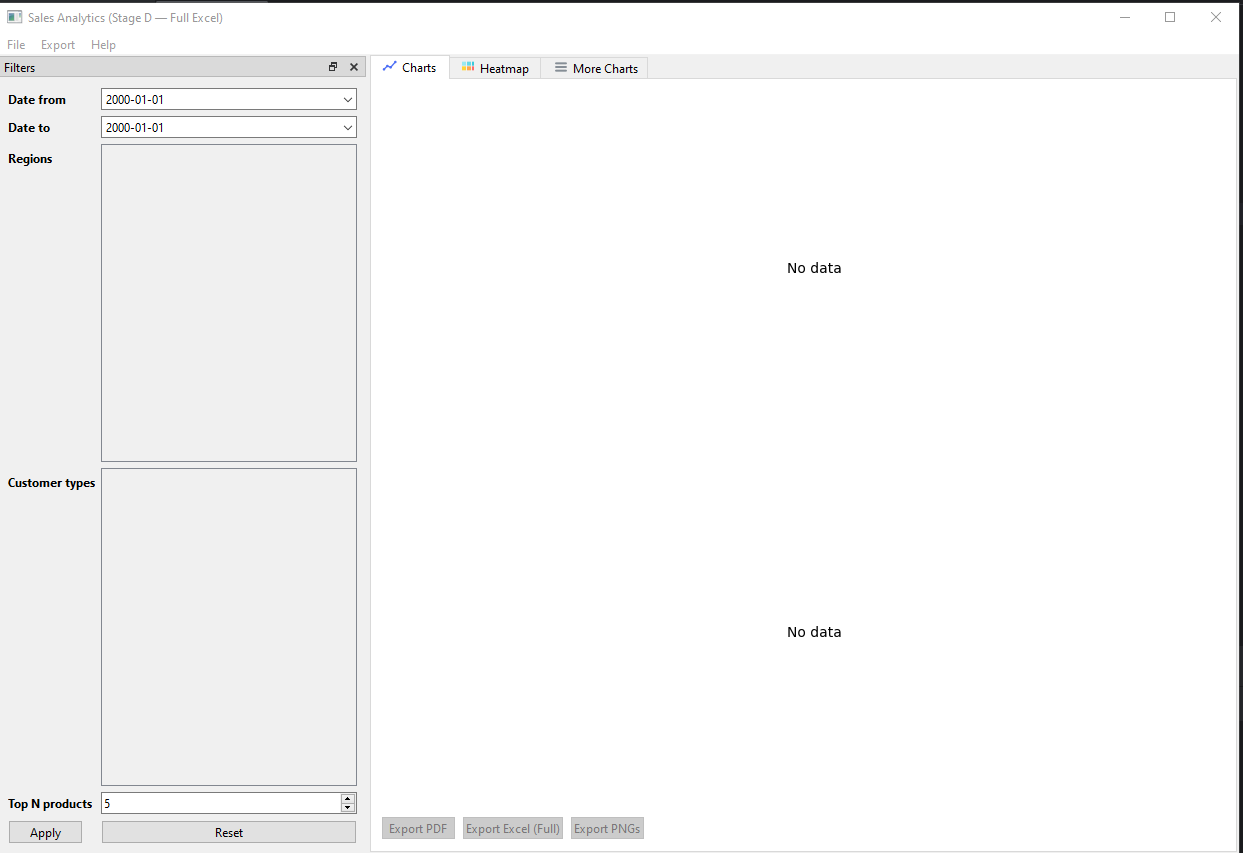 Sales Analytics (Stage D — Full Excel)
File Export Help
Filters
Charts Heatmap More Charts
Date from 2000-01-01
Date to 2000-01-01
Regions
No data
Customer types
No data
Top N products 5
Apply Reset
Export PDF Export Excel (Full) Export PNGs